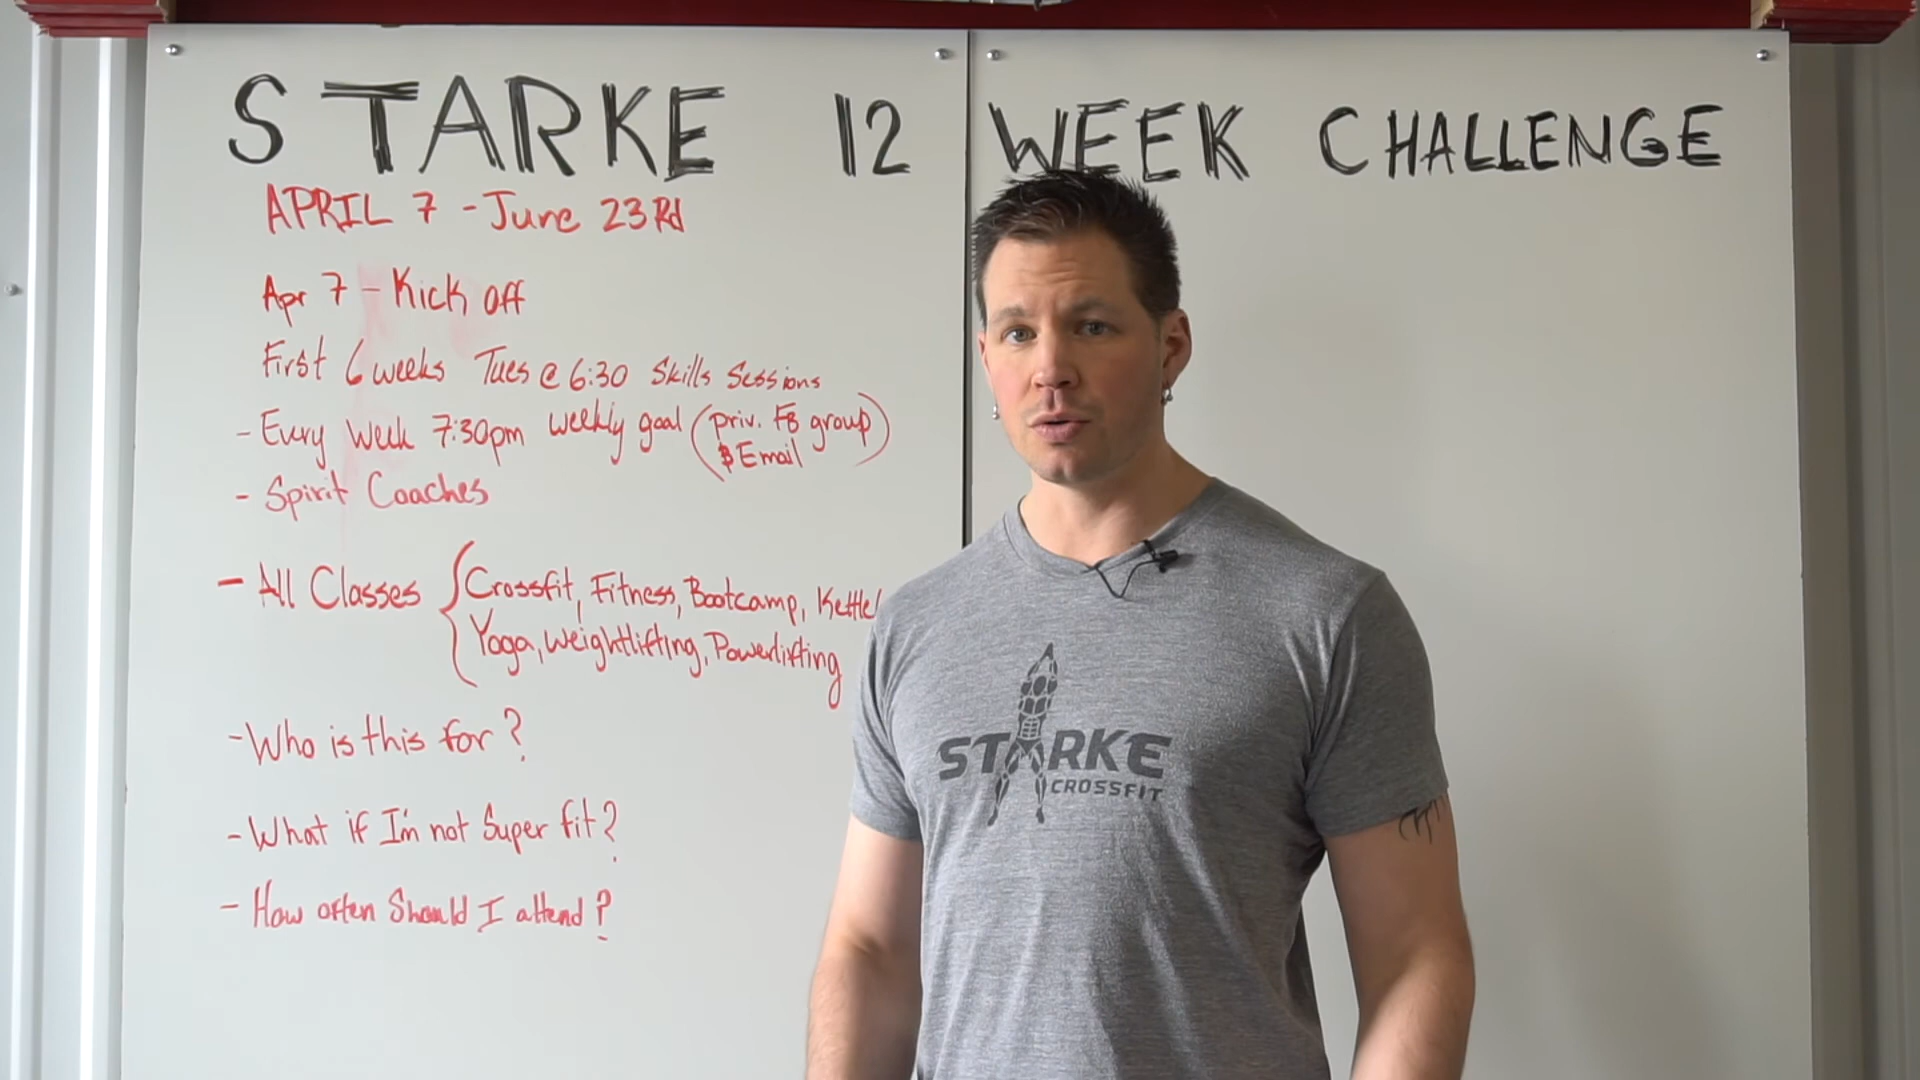 STARKE 12 WEEK CHALLENGE
APRIL 7 - June 23Rd
Apr 7 - Kick off
First 6 weeks Tues @ 6:30 Skills Sessions
- Every Week 7:30pm weekly goal (priv. FB group
& Email)
- Spirit Coaches
- All Classes { Crossfit, Fitness, Bootcamp, Kettle
Yoga, Weightlifting, Powerlifting
- Who is this for?
- What if I'm not Super fit?
- How often Should I attend?
STARKE
CROSSFIT